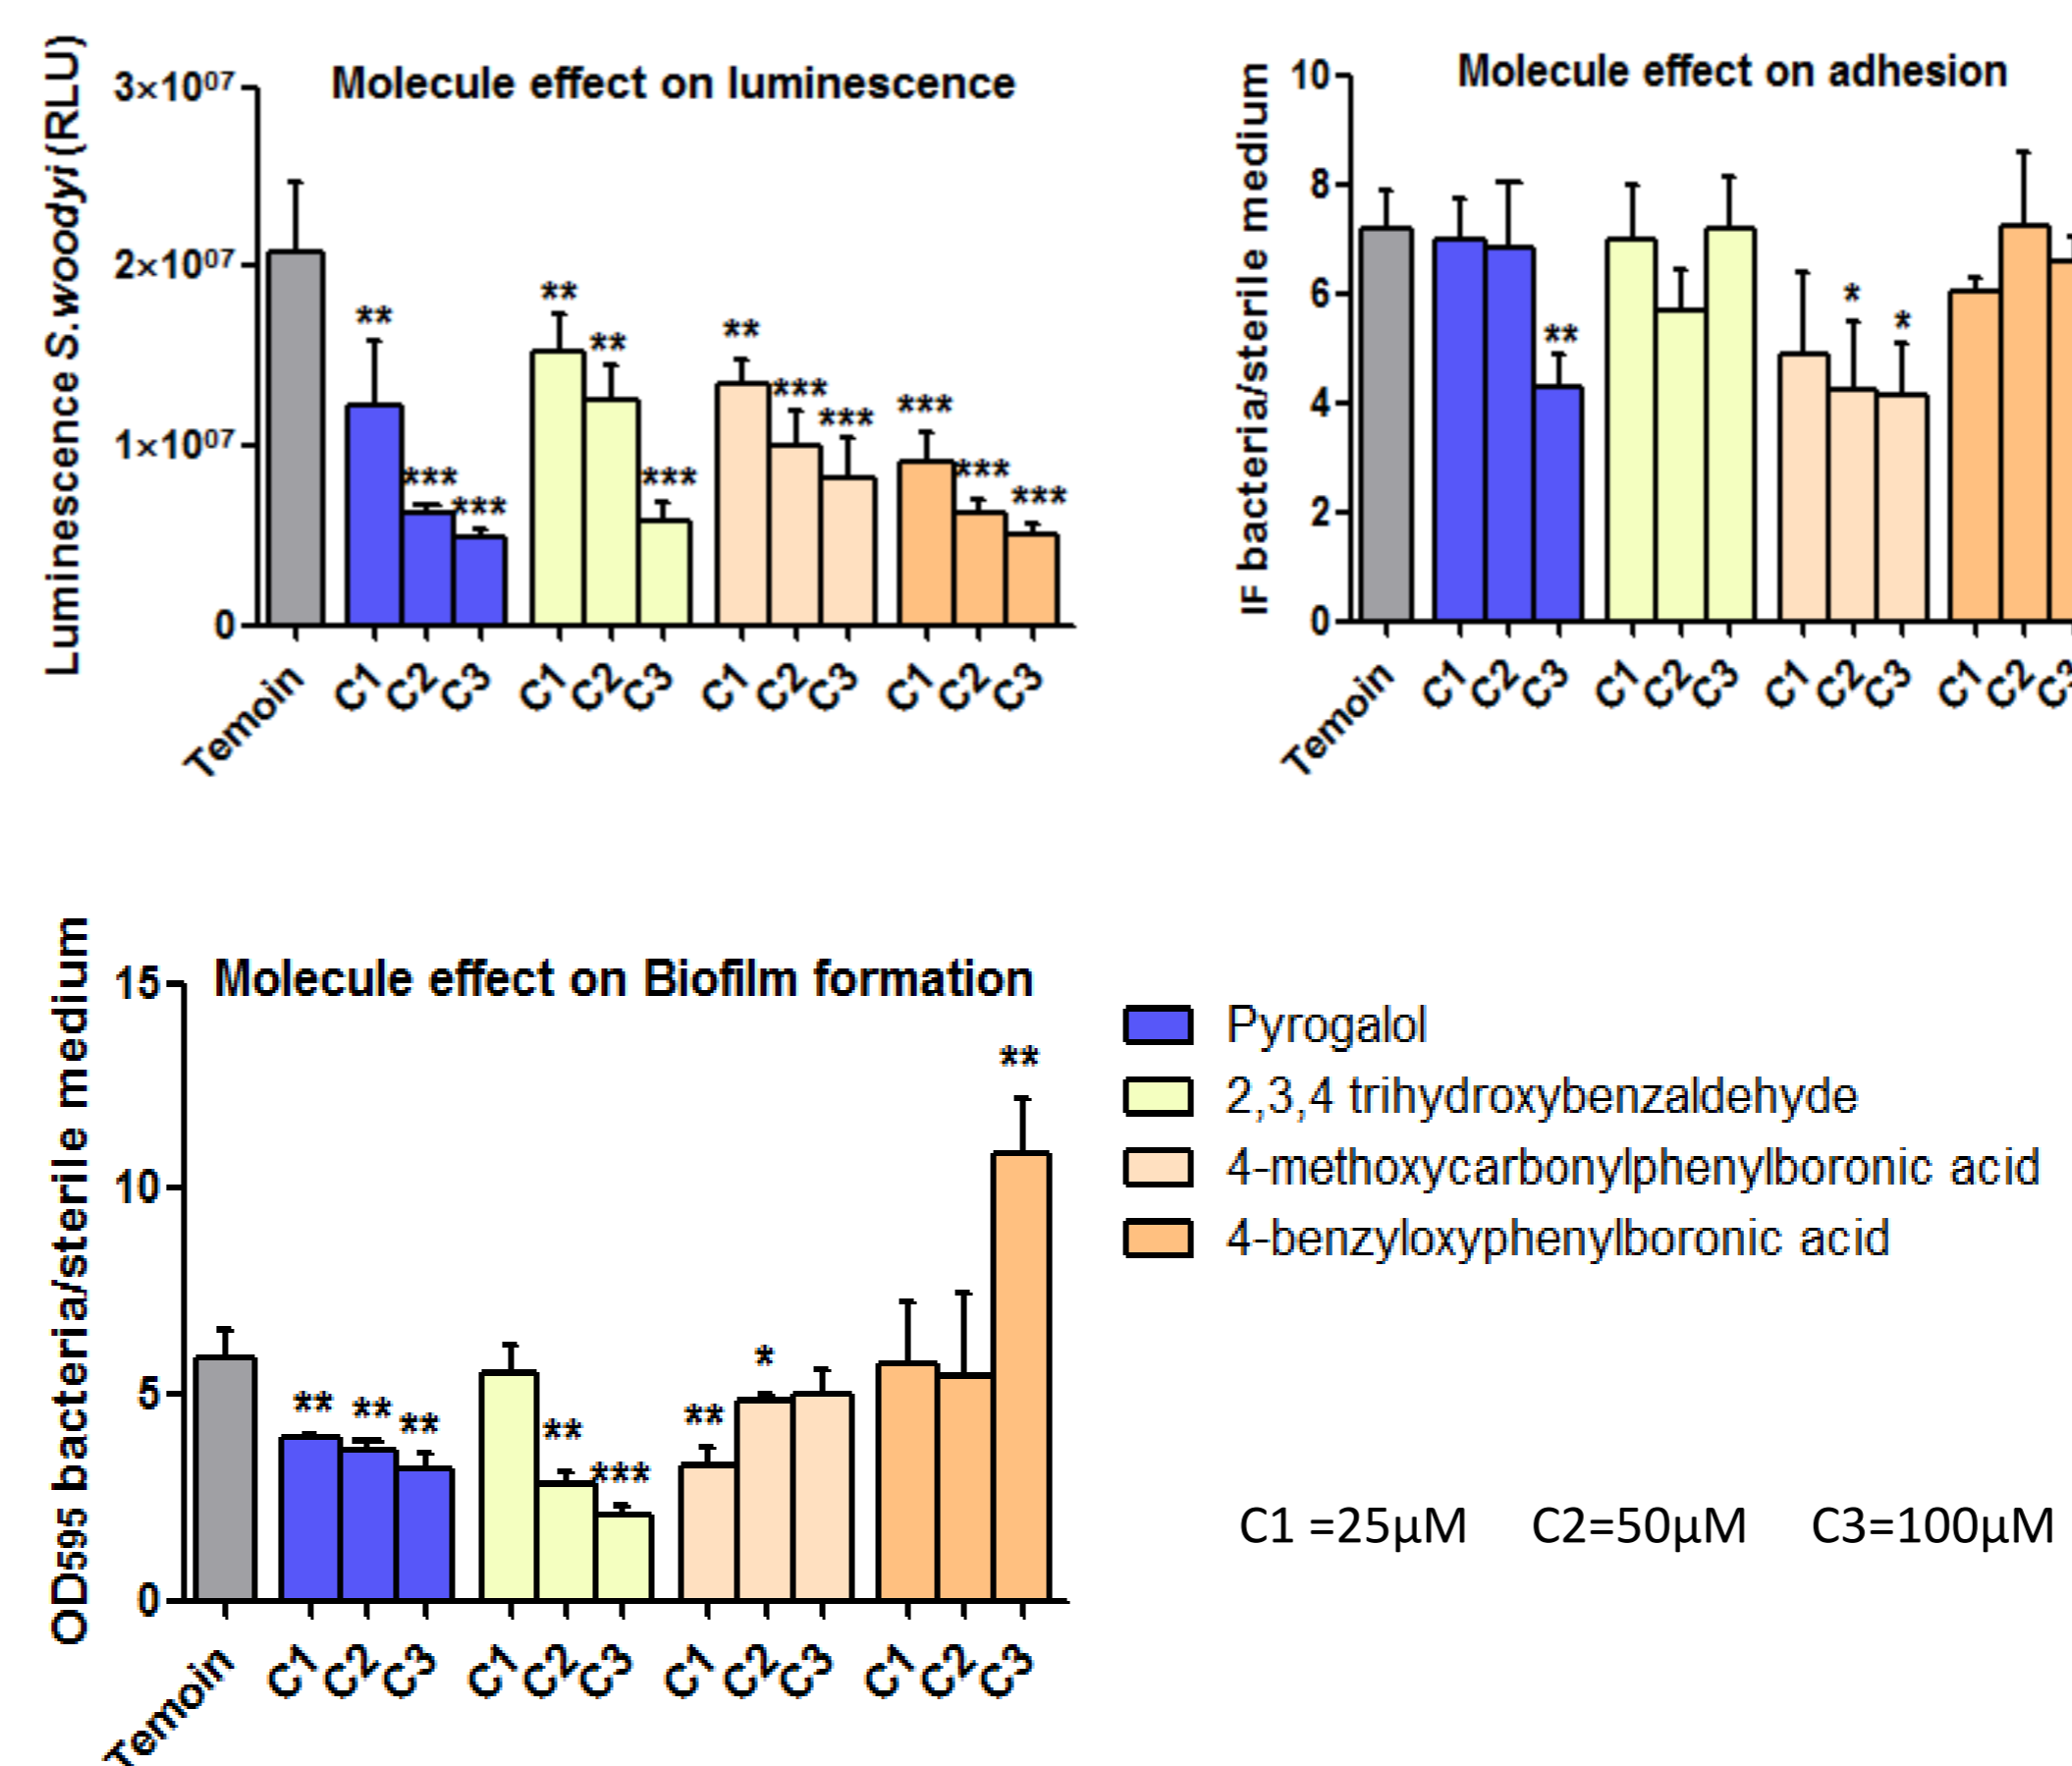 Molecule effect on luminescence
Luminescence S.woodyi (RLU)
3×10⁰⁷
2×10⁰⁷
1×10⁰⁷
0
** *** ***
** ** ***
** *** ***
*** *** ***
Temoin C1 C2 C3 C1 C2 C3 C1 C2 C3 C1 C2 C3
Molecule effect on adhesion
IF bacteria/sterile medium
10
8
6
4
2
0
**
* *
Temoin C1 C2 C3 C1 C2 C3 C1 C2 C3 C1 C2 C3
Molecule effect on Biofilm formation
OD595 bacteria/sterile medium
15
10
5
0
** ** **
** ***
** *
**
Temoin C1 C2 C3 C1 C2 C3 C1 C2 C3 C1 C2 C3
Pyrogalol
2,3,4 trihydroxybenzaldehyde
4-methoxycarbonylphenylboronic acid
4-benzyloxyphenylboronic acid
C1 =25µM C2=50µM C3=100µM